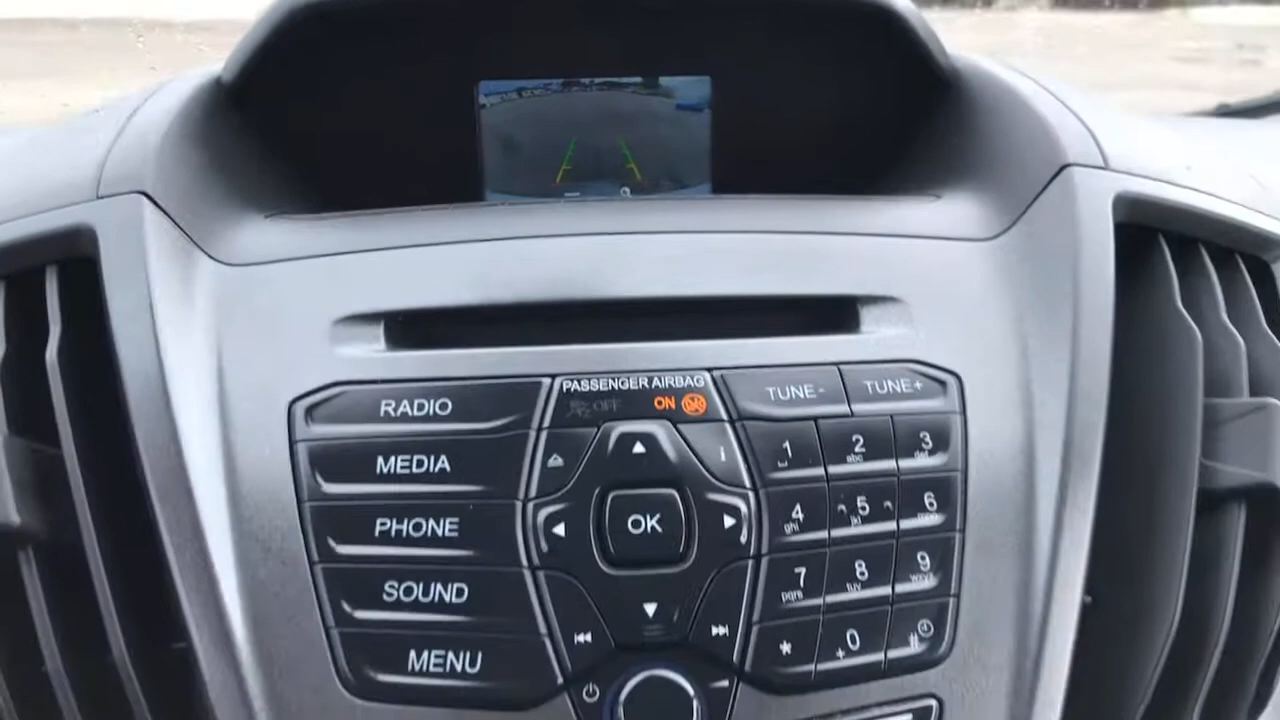 PASSENGER AIRBAG
OFF ON
RADIO
MEDIA
PHONE
SOUND
MENU
i
OK
TUNE- TUNE+
1 2 abc 3 def
4 ghi 5 jkl 6 mno
7 pqrs 8 tuv 9 wxyz
* 0 + #